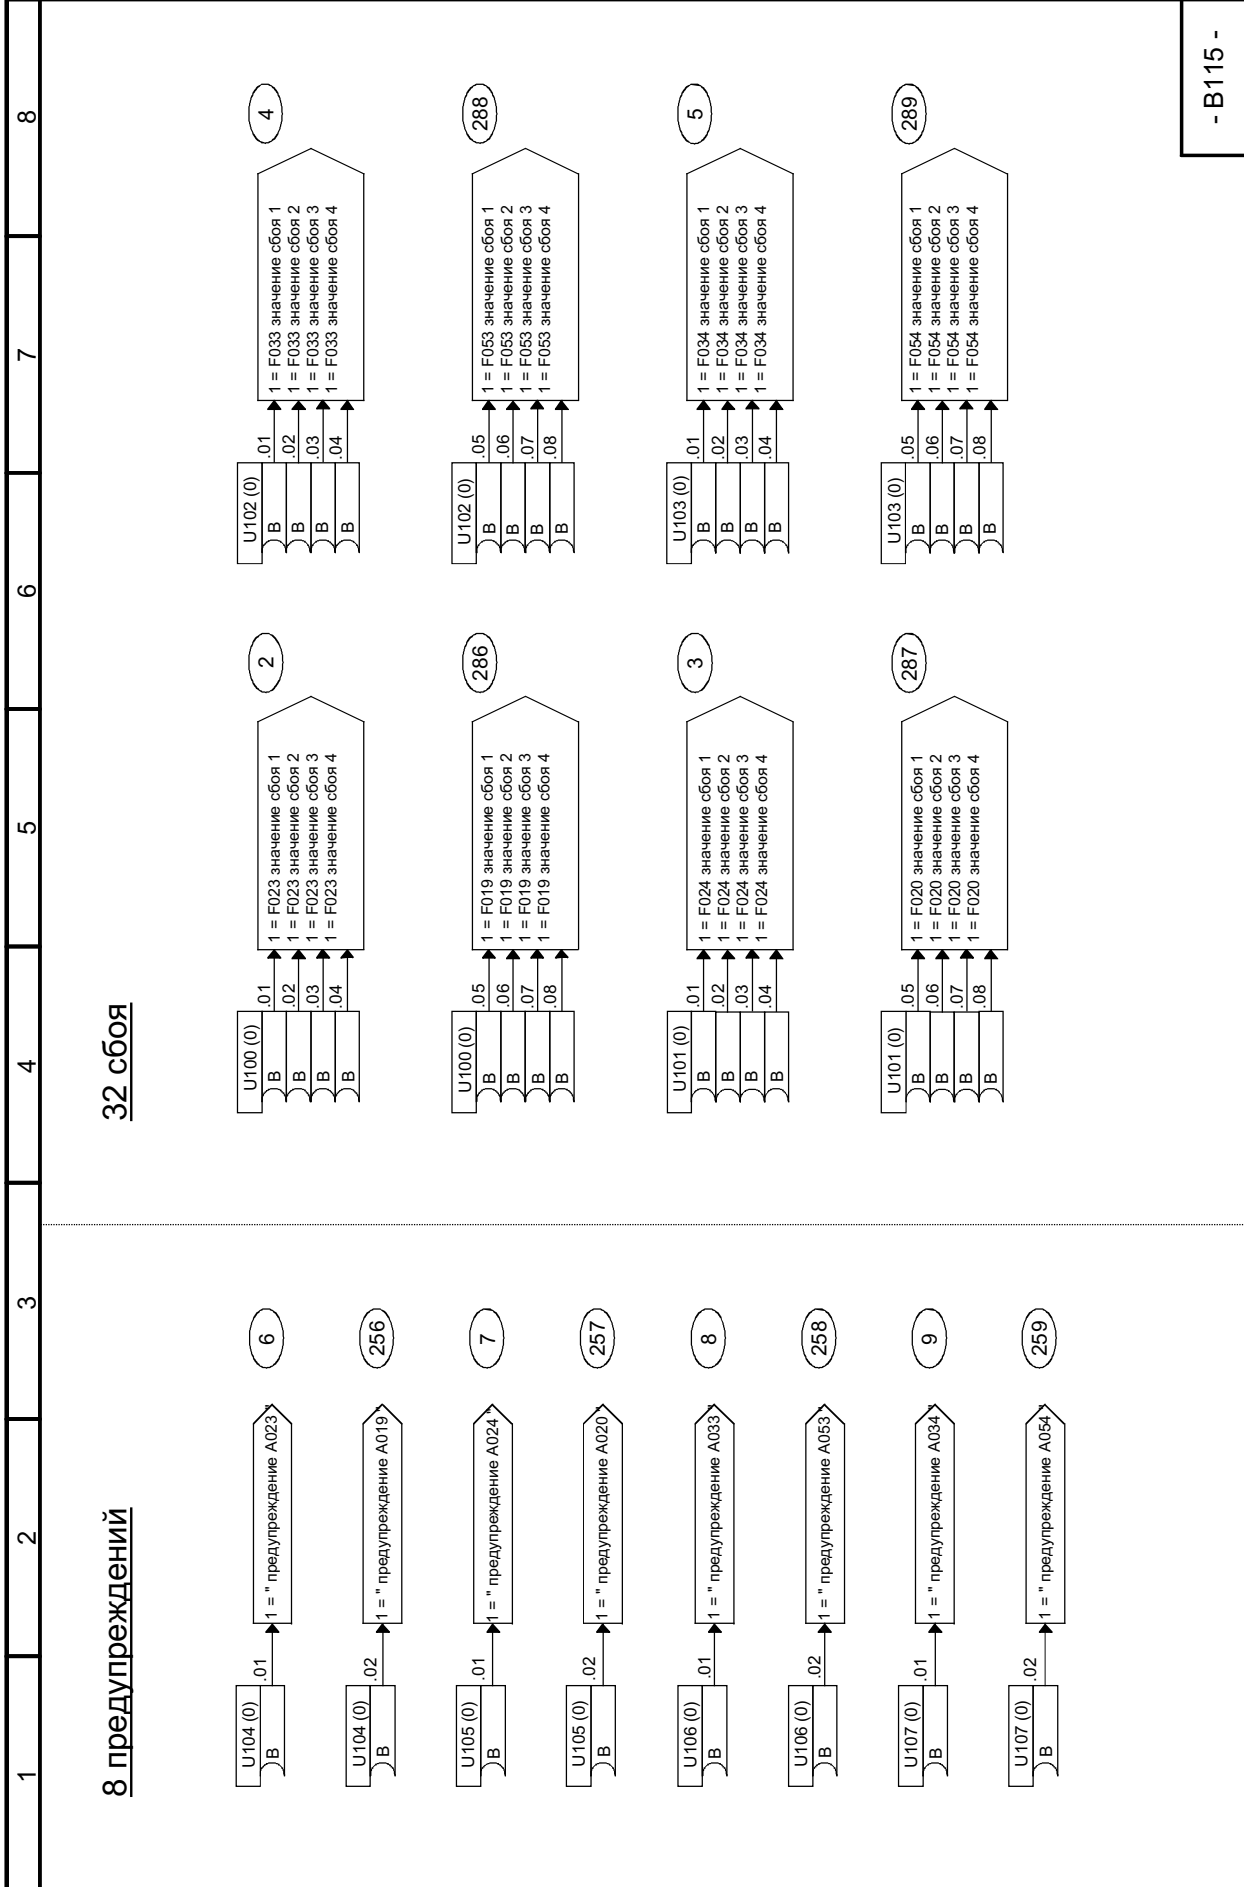 1 2 3 4 5 6 7 8
8 предупреждений
U104 (0)
B
.01
1 = " предупреждение A023"
6
U104 (0)
B
.02
1 = " предупреждение A019"
256
U105 (0)
B
.01
1 = " предупреждение A024 "
7
U105 (0)
B
.02
1 = " предупреждение A020"
257
U106 (0)
B
.01
1 = " предупреждение A033"
8
U106 (0)
B
.02
1 = " предупреждение A053 "
258
U107 (0)
B
.01
1 = " предупреждение A034"
9
U107 (0)
B
.02
1 = " предупреждение A054 "
259
32 сбоя
U100 (0)
B .01 1 = F023 значение сбоя 1
B .02 1 = F023 значение сбоя 2
B .03 1 = F023 значение сбоя 3
B .04 1 = F023 значение сбоя 4
2
U100 (0)
B .05 1 = F019 значение сбоя 1
B .06 1 = F019 значение сбоя 2
B .07 1 = F019 значение сбоя 3
B .08 1 = F019 значение сбоя 4
286
U101 (0)
B .01 1 = F024 значение сбоя 1
B .02 1 = F024 значение сбоя 2
B .03 1 = F024 значение сбоя 3
B .04 1 = F024 значение сбоя 4
3
U101 (0)
B .05 1 = F020 значение сбоя 1
B .06 1 = F020 значение сбоя 2
B .07 1 = F020 значение сбоя 3
B .08 1 = F020 значение сбоя 4
287
U102 (0)
B .01 1 = F033 значение сбоя 1
B .02 1 = F033 значение сбоя 2
B .03 1 = F033 значение сбоя 3
B .04 1 = F033 значение сбоя 4
4
U102 (0)
B .05 1 = F053 значение сбоя 1
B .06 1 = F053 значение сбоя 2
B .07 1 = F053 значение сбоя 3
B .08 1 = F053 значение сбоя 4
288
U103 (0)
B .01 1 = F034 значение сбоя 1
B .02 1 = F034 значение сбоя 2
B .03 1 = F034 значение сбоя 3
B .04 1 = F034 значение сбоя 4
5
U103 (0)
B .05 1 = F054 значение сбоя 1
B .06 1 = F054 значение сбоя 2
B .07 1 = F054 значение сбоя 3
B .08 1 = F054 значение сбоя 4
289
- B115 -